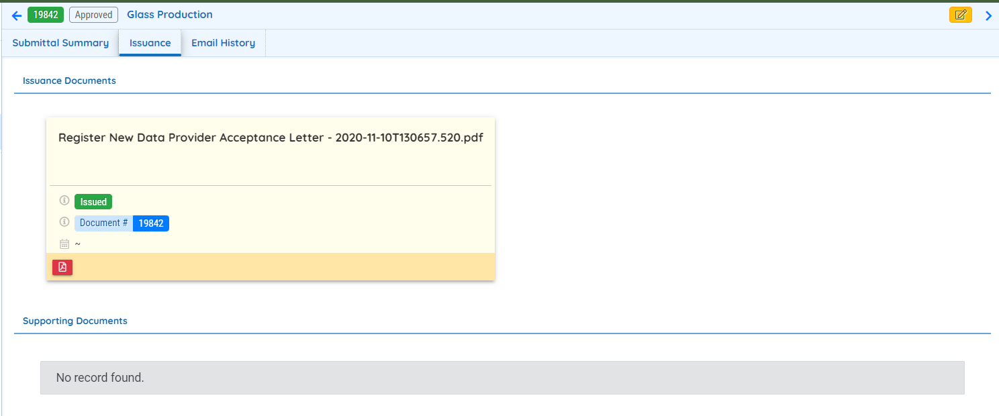 19842 Approved Glass Production
Submittal Summary Issuance Email History
Issuance Documents
Register New Data Provider Acceptance Letter - 2020-11-10T130657.520.pdf
Issued
Document # 19842
~
Supporting Documents
No record found.